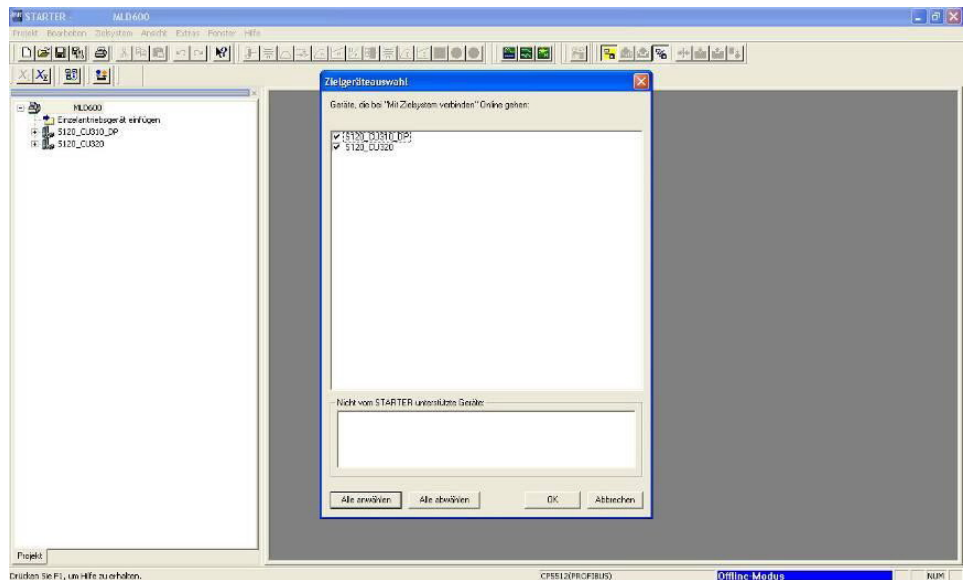 STARTER - MLD600
Projekt Bearbeiten Zielsystem Ansicht Extras Fenster Hilfe
Zielgeräteauswahl
Geräte, die bei "Mit Zielsystem verbinden" Online gehen:
S120_CU310_DP
S120_CU320
MLD600
Einzelantriebsgerät einfügen
S120_CU310_DP
S120_CU320
Nicht vom STARTER unterstützte Geräte:
Alle anwählen Alle abwählen OK Abbrechen
Projekt
Drücken Sie F1, um Hilfe zu erhalten. CP5512(PROFIBUS) Offline-Modus NUM